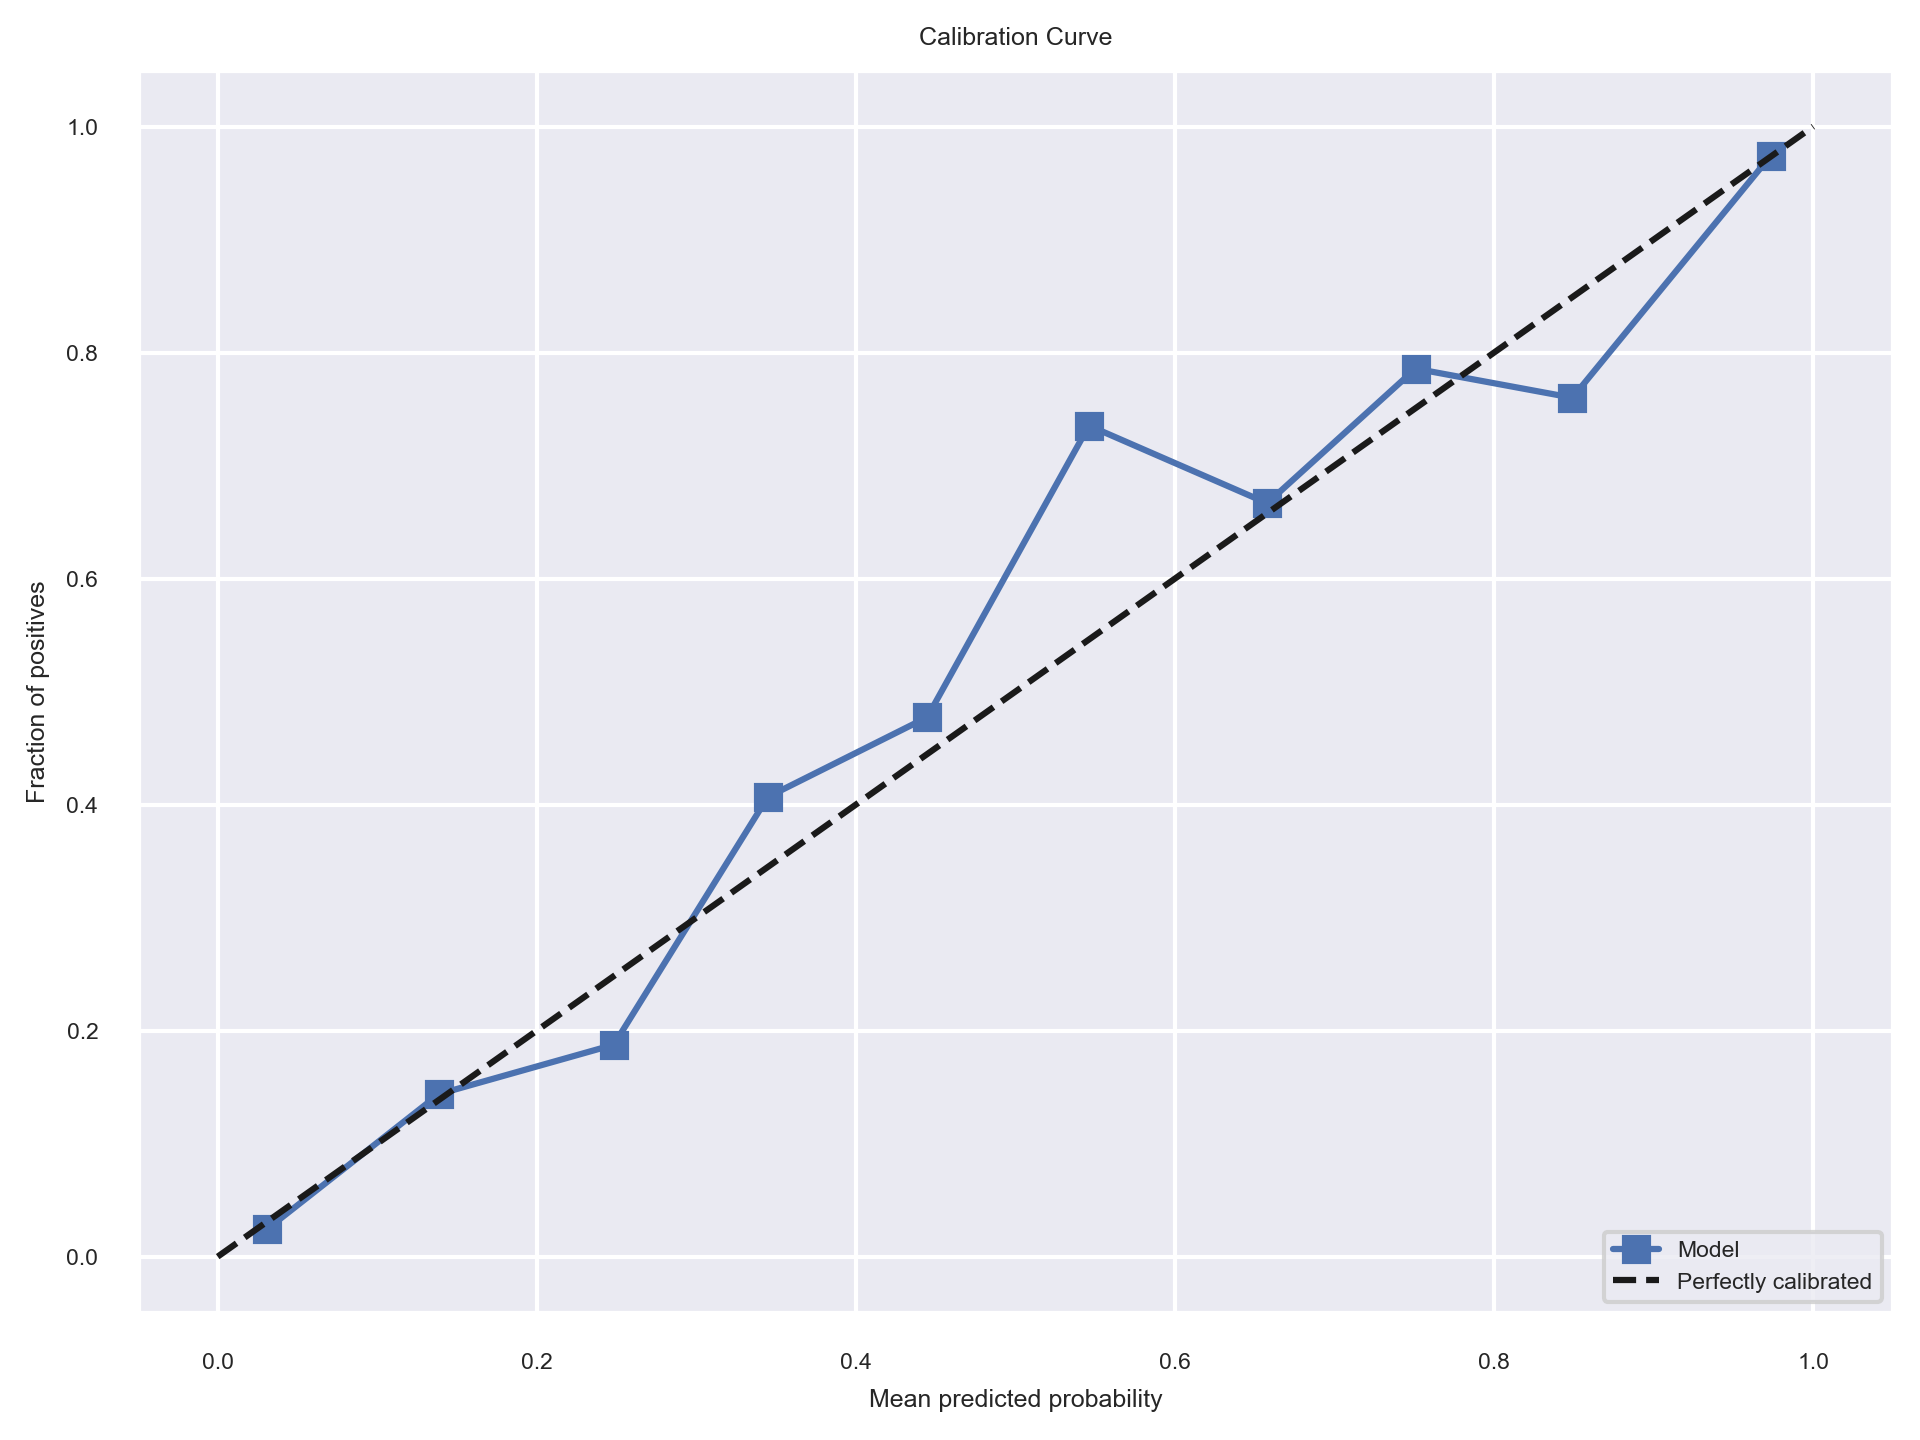 Calibration Curve
1.0
0.8
0.6
0.4
0.2
0.0
Fraction of positives
0.0 0.2 0.4 0.6 0.8 1.0
Mean predicted probability
Model
Perfectly calibrated